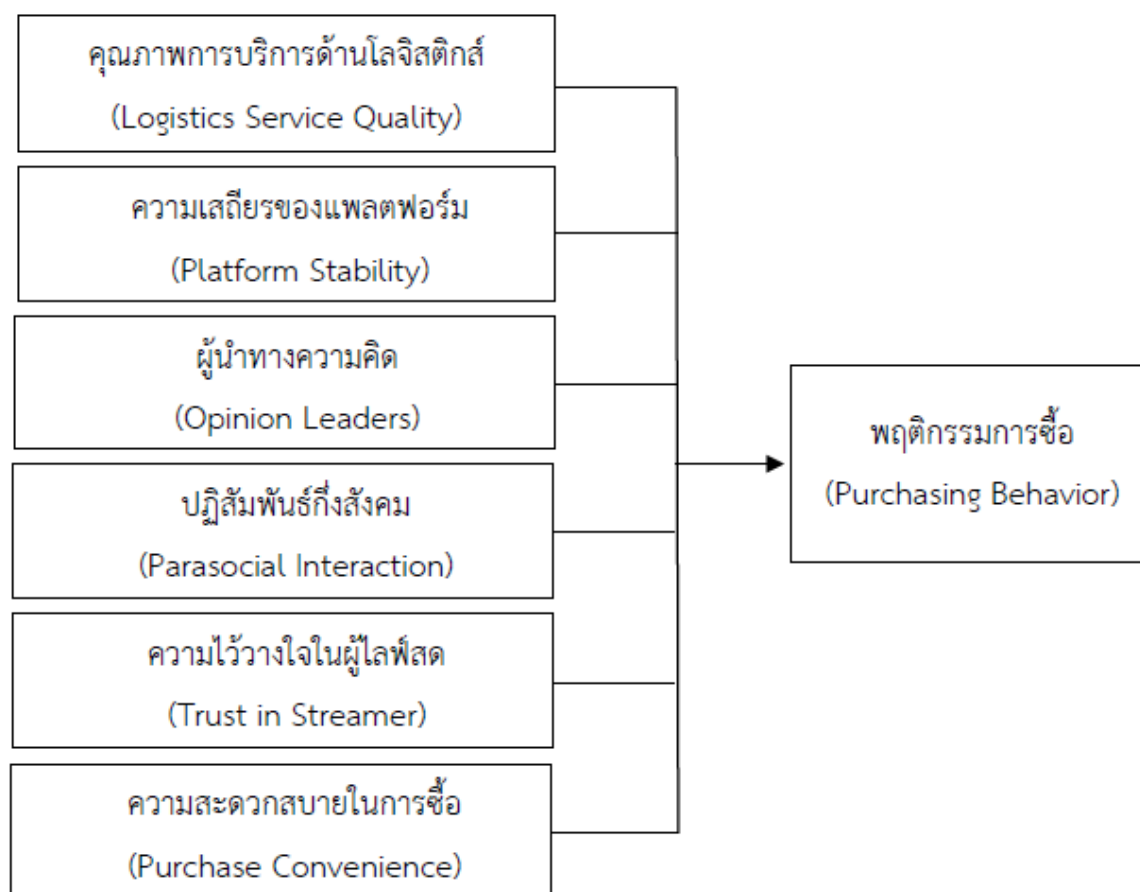 คุณภาพการบริการด้านโลจิสติกส์
(Logistics Service Quality)
ความเสถียรของแพลตฟอร์ม
(Platform Stability)
ผู้นำทางความคิด
(Opinion Leaders)
ปฏิสัมพันธ์กึ่งสังคม
(Parasocial Interaction)
ความไว้วางใจในผู้ไลฟ์สด
(Trust in Streamer)
ความสะดวกสบายในการซื้อ
(Purchase Convenience)
พฤติกรรมการซื้อ
(Purchasing Behavior)